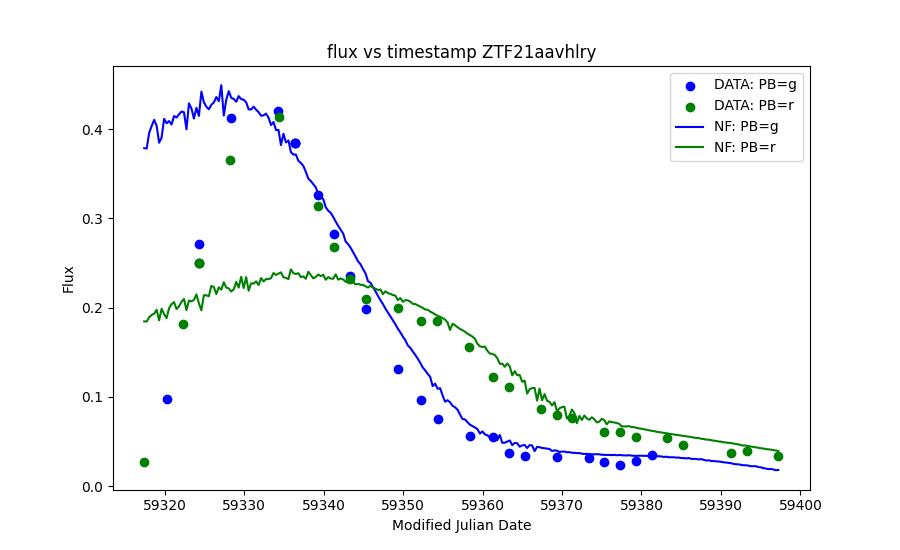 flux vs timestamp ZTF21aavhlry
DATA: PB=g
DATA: PB=r
NF: PB=g
NF: PB=r
0.4
0.3
0.2
0.1
0.0
Flux
59320 59330 59340 59350 59360 59370 59380 59390 59400
Modified Julian Date